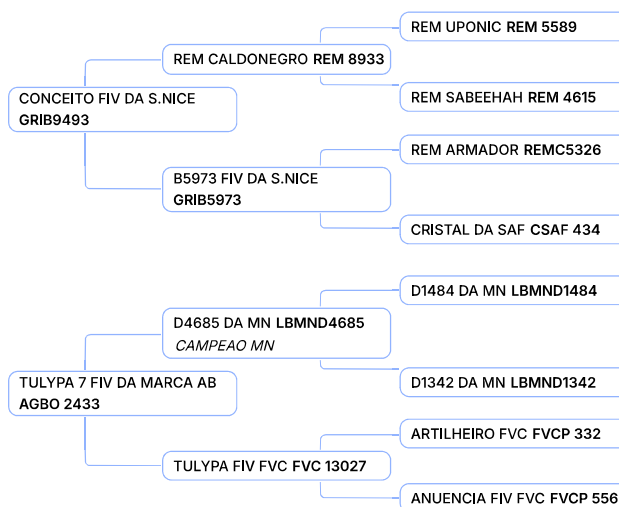 REM UPONIC REM 5589
REM CALDONEGRO REM 8933
REM SABEEHAH REM 4615
CONCEITO FIV DA S.NICE
GRIB9493
REM ARMADOR REMC5326
B5973 FIV DA S.NICE
GRIB5973
CRISTAL DA SAF CSAF 434
D1484 DA MN LBMND1484
D4685 DA MN LBMND4685
CAMPEAO MN
D1342 DA MN LBMND1342
TULYPA 7 FIV DA MARCA AB
AGBO 2433
ARTILHEIRO FVC FVCP 332
TULYPA FIV FVC FVC 13027
ANUENCIA FIV FVC FVCP 556